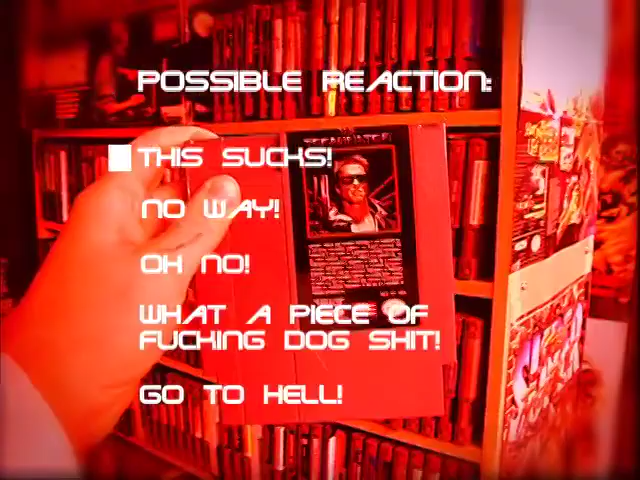 POSSIBLE REACTION:
THIS SUCKS!
NO WAY!
OH NO!
WHAT A PIECE OF
FUCKING DOG SHIT!
GO TO HELL!